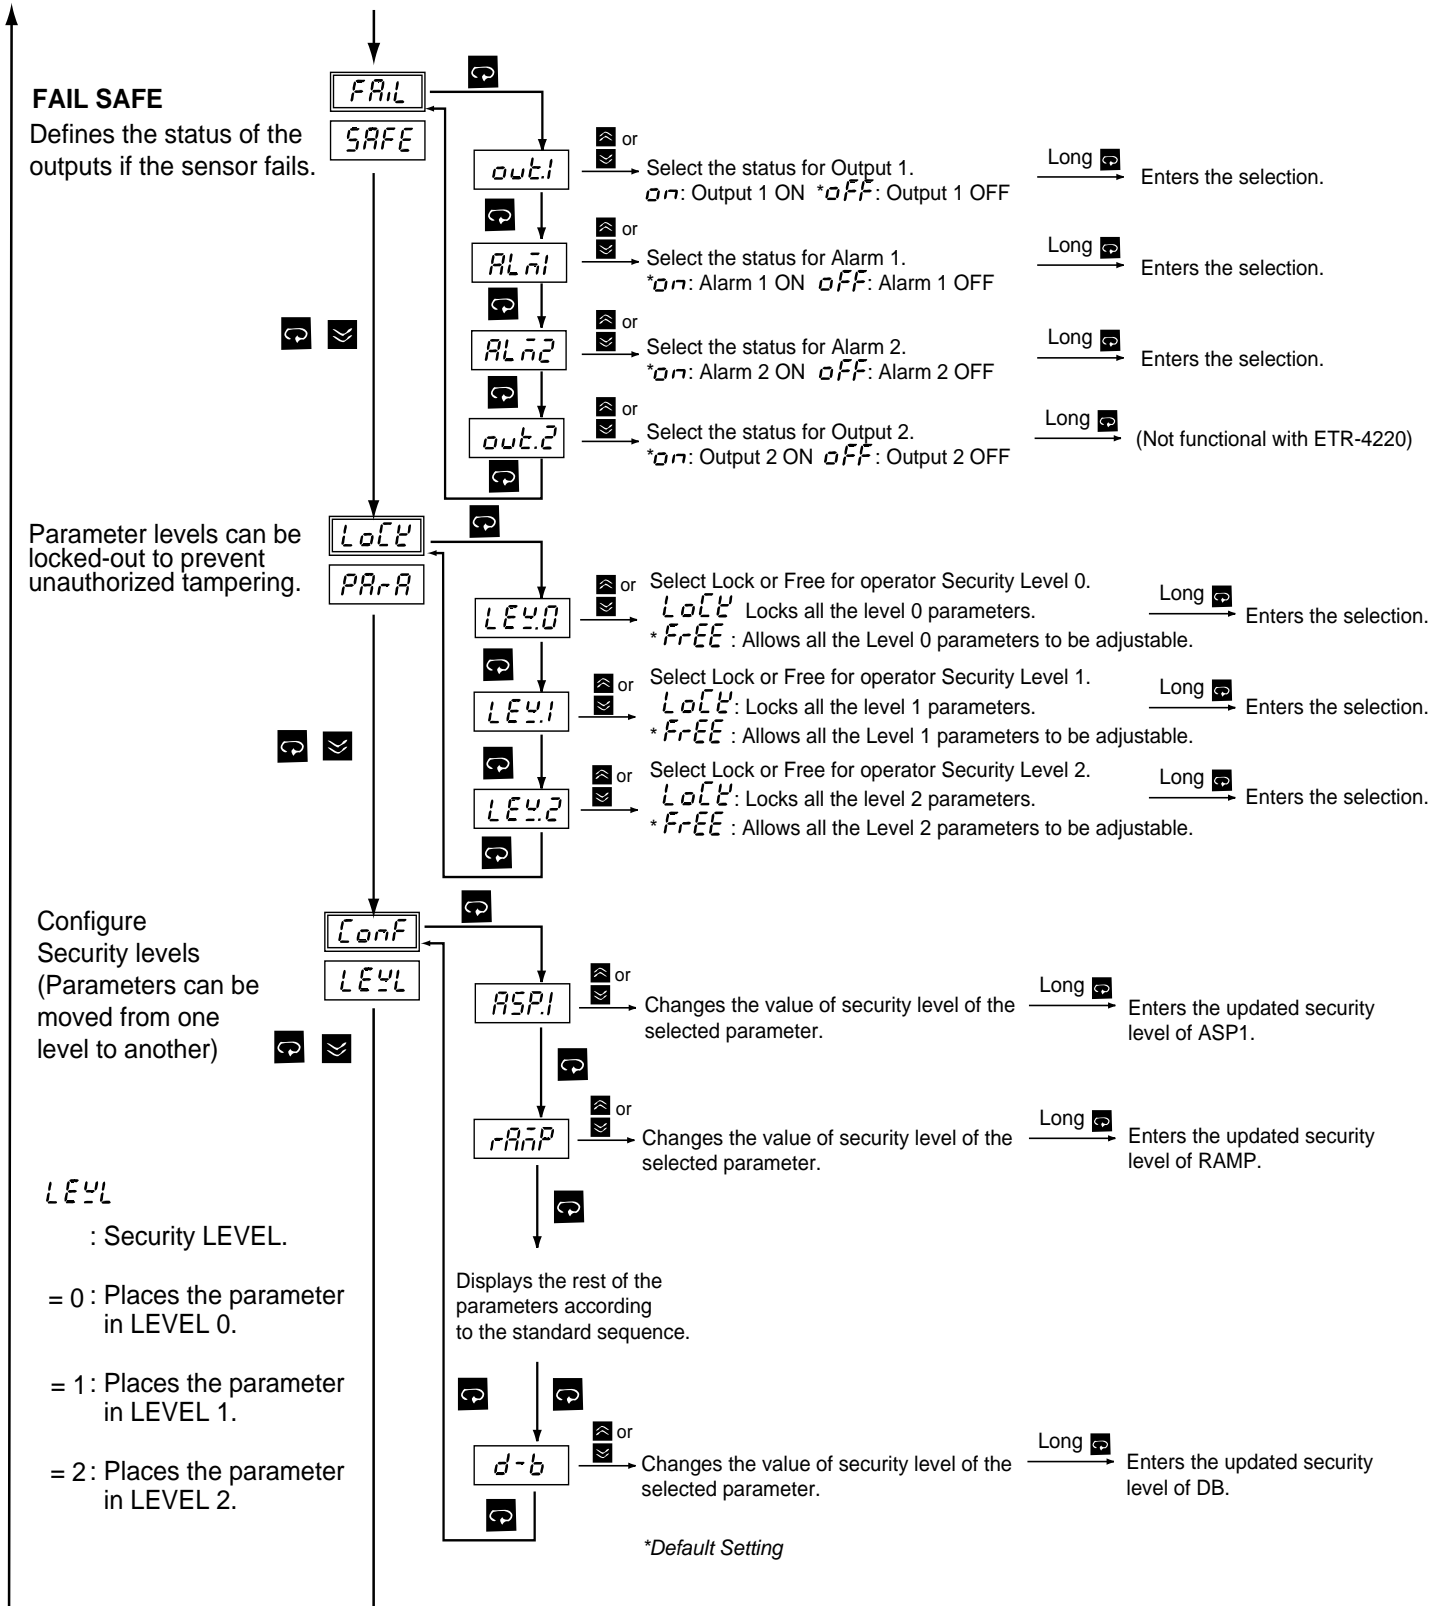 FAIL SAFE
Defines the status of the
outputs if the sensor fails.
FAiL
SAFE
out.1
or
Select the status for Output 1.
on: Output 1 ON *oFF: Output 1 OFF
Long
Enters the selection.
ALM1
or
Select the status for Alarm 1.
*on: Alarm 1 ON oFF: Alarm 1 OFF
Long
Enters the selection.
ALM2
or
Select the status for Alarm 2.
*on: Alarm 2 ON oFF: Alarm 2 OFF
Long
Enters the selection.
out.2
or
Select the status for Output 2.
*on: Output 2 ON oFF: Output 2 OFF
Long
(Not functional with ETR-4220)
Parameter levels can be
locked-out to prevent
unauthorized tampering.
LoCK
PArA
LEV.0
or
Select Lock or Free for operator Security Level 0.
LoCK Locks all the level 0 parameters.
* FrEE : Allows all the Level 0 parameters to be adjustable.
Long
Enters the selection.
LEV.1
or
Select Lock or Free for operator Security Level 1.
LoCK: Locks all the level 1 parameters.
* FrEE : Allows all the Level 1 parameters to be adjustable.
Long
Enters the selection.
LEV.2
or
Select Lock or Free for operator Security Level 2.
LoCK: Locks all the level 2 parameters.
* FrEE : Allows all the Level 2 parameters to be adjustable.
Long
Enters the selection.
Configure
Security levels
(Parameters can be
moved from one
level to another)
ConF
LEVL
ASP.1
or
Changes the value of security level of the
selected parameter.
Long
Enters the updated security
level of ASP1.
rAMP
or
Changes the value of security level of the
selected parameter.
Long
Enters the updated security
level of RAMP.
LEVL
: Security LEVEL.
= 0 : Places the parameter
in LEVEL 0.
= 1 : Places the parameter
in LEVEL 1.
= 2 : Places the parameter
in LEVEL 2.
Displays the rest of the
parameters according
to the standard sequence.
d-b
or
Changes the value of security level of the
selected parameter.
Long
Enters the updated security
level of DB.
*Default Setting